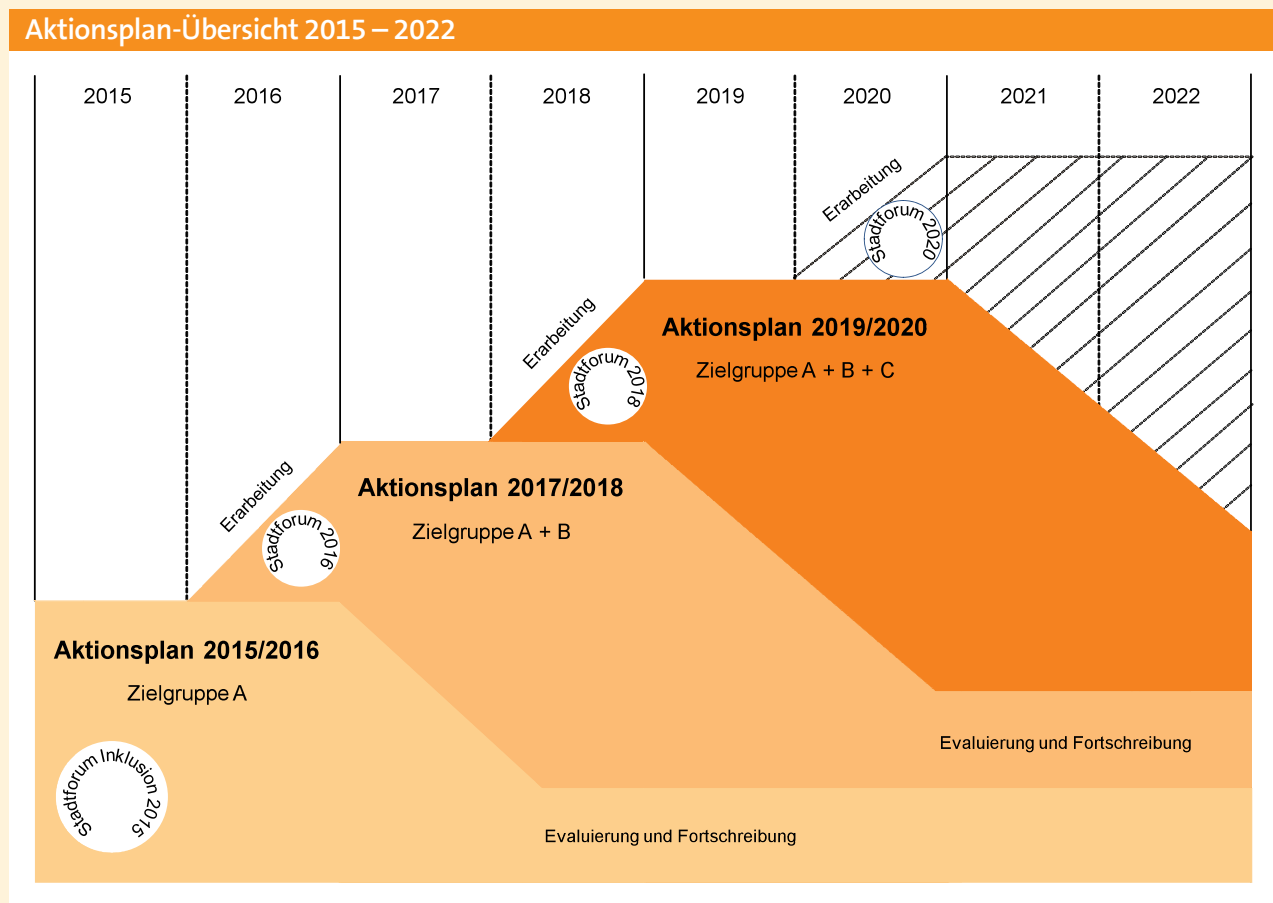 Aktionsplan-Übersicht 2015 – 2022
2015
2016
2017
2018
2019
2020
2021
2022
Erarbeitung
Stadtforum 2020
Erarbeitung
Stadtforum 2018
Aktionsplan 2019/2020
Zielgruppe A + B + C
Erarbeitung
Stadtforum 2016
Aktionsplan 2017/2018
Zielgruppe A + B
Aktionsplan 2015/2016
Zielgruppe A
Stadtforum Inklusion 2015
Evaluierung und Fortschreibung
Evaluierung und Fortschreibung